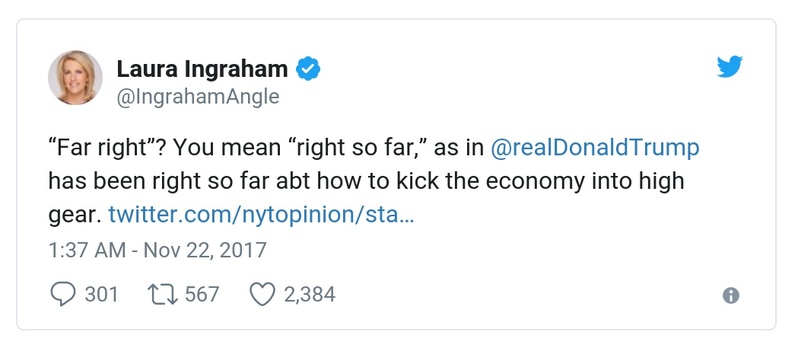 Laura Ingraham
@IngrahamAngle
“Far right”? You mean “right so far,” as in @realDonaldTrump
has been right so far abt how to kick the economy into high
gear. twitter.com/nytopinion/sta…
1:37 AM - Nov 22, 2017
301 567 2,384